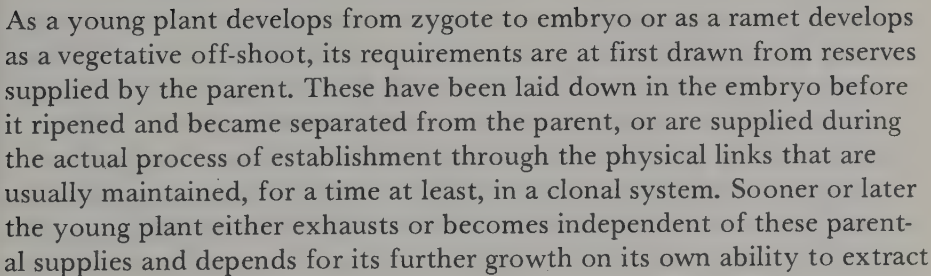 As a young plant develops from zygote to embryo or as a ramet develops
as a vegetative off-shoot, its requirements are at first drawn from reserves
supplied by the parent. These have been laid down in the embryo before
it ripened and became separated from the parent, or are supplied during
the actual process of establishment through the physical links that are
usually maintained, for a time at least, in a clonal system. Sooner or later
the young plant either exhausts or becomes independent of these parent-
al supplies and depends for its further growth on its own ability to extract